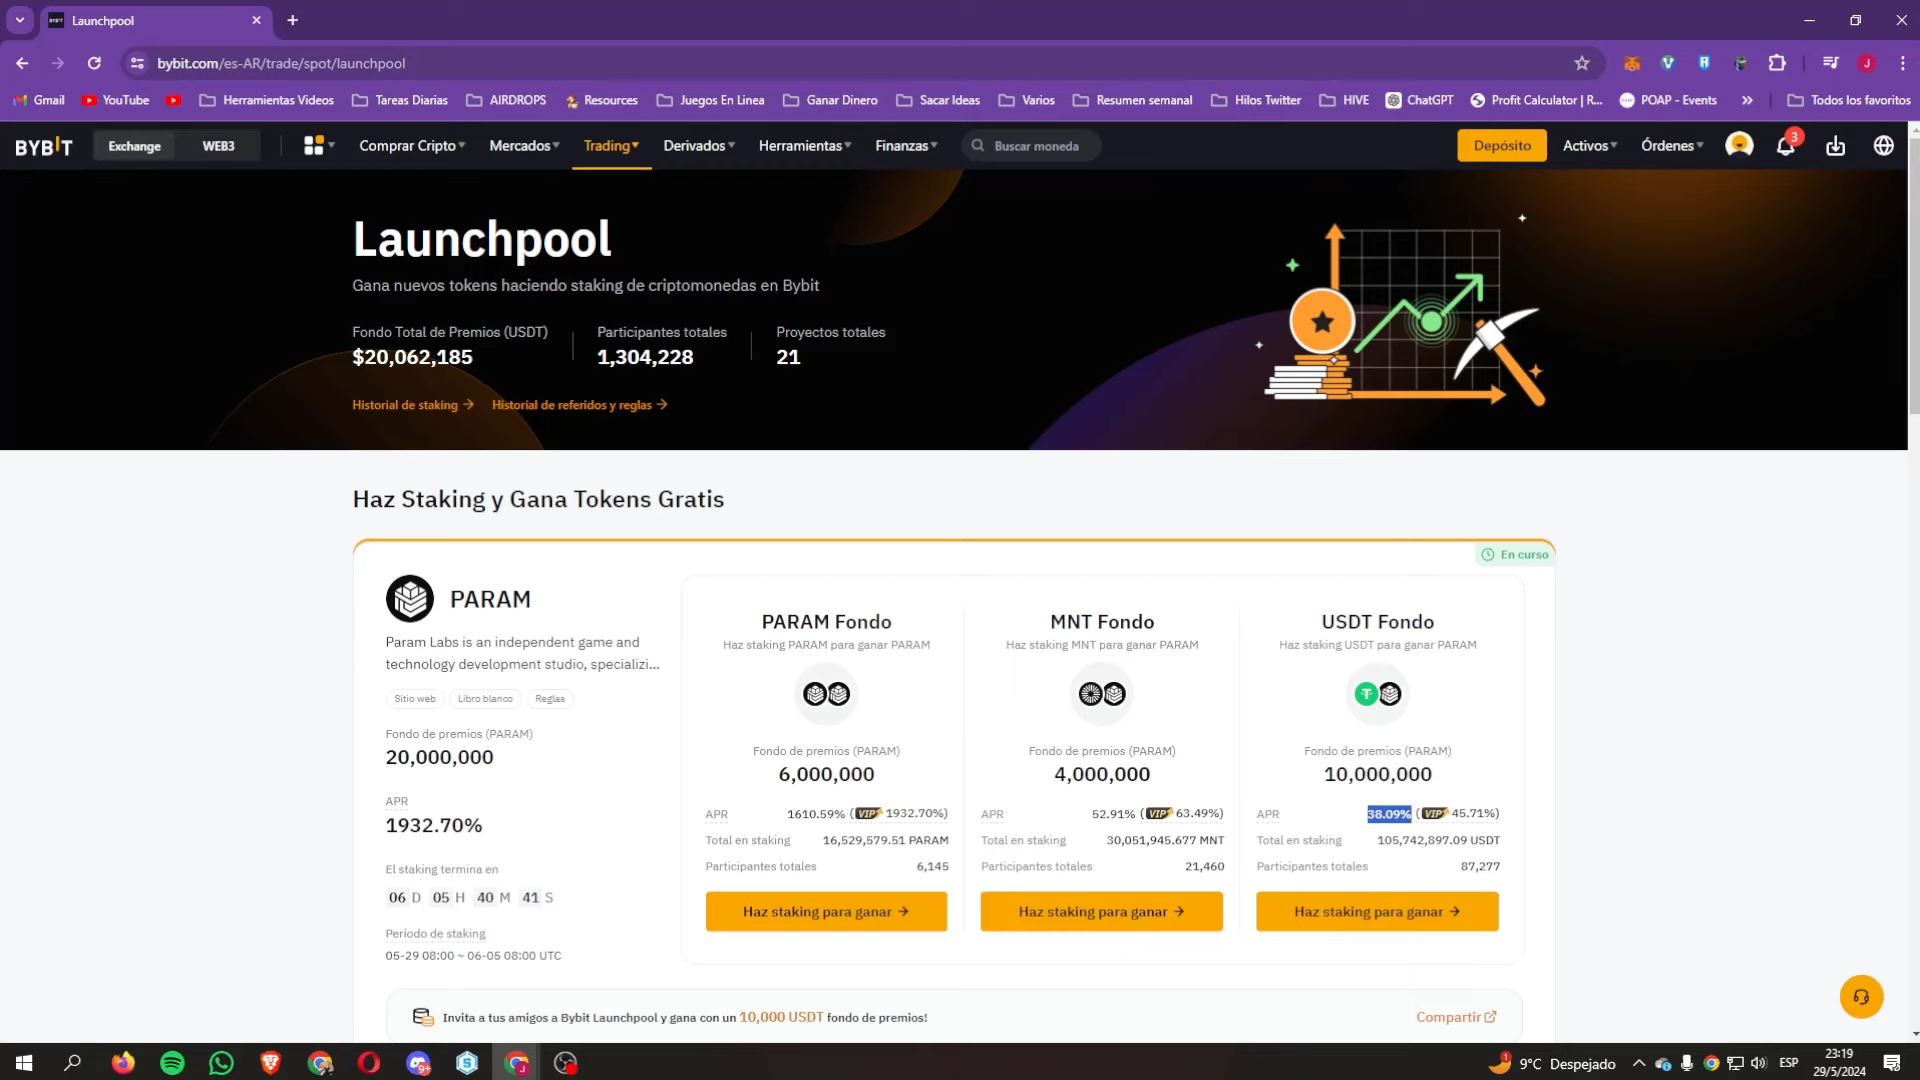 Launchpool
bybit.com/es-AR/trade/spot/launchpool
J
Gmail YouTube Herramientas Videos Tareas Diarias AIRDROPS Resources Juegos En Linea Ganar Dinero Sacar Ideas Varios Resumen semanal Hilos Twitter HIVE ChatGPT Profit Calculator | R... POAP - Events » Todos los favoritos
BYBIT Exchange WEB3 Comprar Cripto Mercados Trading Derivados Herramientas Finanzas Buscar moneda Depósito Activos Órdenes 3
Launchpool
Gana nuevos tokens haciendo staking de criptomonedas en Bybit
Fondo Total de Premios (USDT) Participantes totales Proyectos totales
$20,062,185 1,304,228 21
Historial de staking → Historial de referidos y reglas →
Haz Staking y Gana Tokens Gratis
En curso
PARAM
Param Labs is an independent game and
technology development studio, specializi...
Sitio web Libro blanco Reglas
Fondo de premios (PARAM)
20,000,000
APR
1932.70%
El staking termina en
06 D 05 H 40 M 41 S
Período de staking
05-29 08:00 ~ 06-05 08:00 UTC
PARAM Fondo
Haz staking PARAM para ganar PARAM
Fondo de premios (PARAM)
6,000,000
APR 1610.59% (VIP 1932.70%)
Total en staking 16,529,579.51 PARAM
Participantes totales 6,145
Haz staking para ganar →
MNT Fondo
Haz staking MNT para ganar PARAM
Fondo de premios (PARAM)
4,000,000
APR 52.91% (VIP 63.49%)
Total en staking 30,051,945.677 MNT
Participantes totales 21,460
Haz staking para ganar →
USDT Fondo
Haz staking USDT para ganar PARAM
Fondo de premios (PARAM)
10,000,000
APR 38.09% (VIP 45.71%)
Total en staking 105,742,897.09 USDT
Participantes totales 87,277
Haz staking para ganar →
Invita a tus amigos a Bybit Launchpool y gana con un 10,000 USDT fondo de premios!
Compartir
9+ J 1 9°C Despejado ESP 23:19
29/5/2024